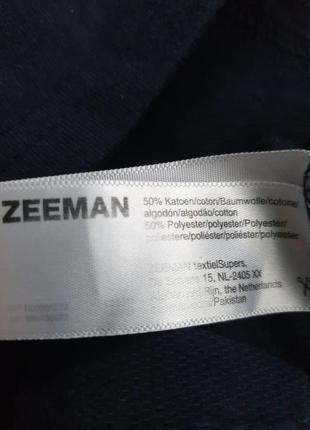 ZEEMAN
50% Katoen/coton/Baumwolle/cotone/
algodón/algodão/cotton
50% Polyester/polyester/Polyester/
poliestere/poliéster/poliéster/polyester
ZEEMAN textielSupers,
15, NL-2405 XX
Rijn, the Netherlands
/Pakistan